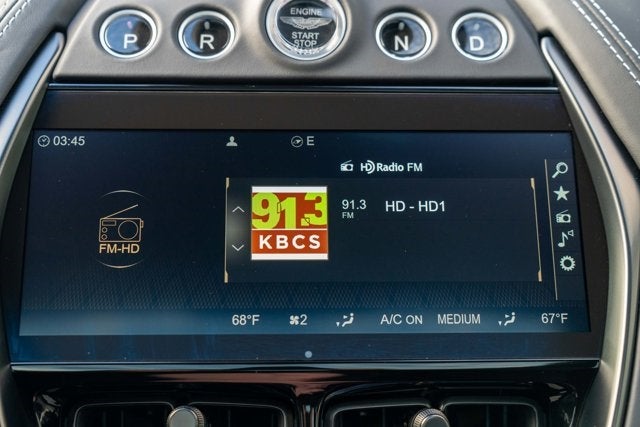 ENGINE
P R START N D
STOP
03:45 E
HD Radio FM
91.3
KBCS
91.3 HD - HD1
FM
FM-HD
68°F 2 A/C ON MEDIUM 67°F